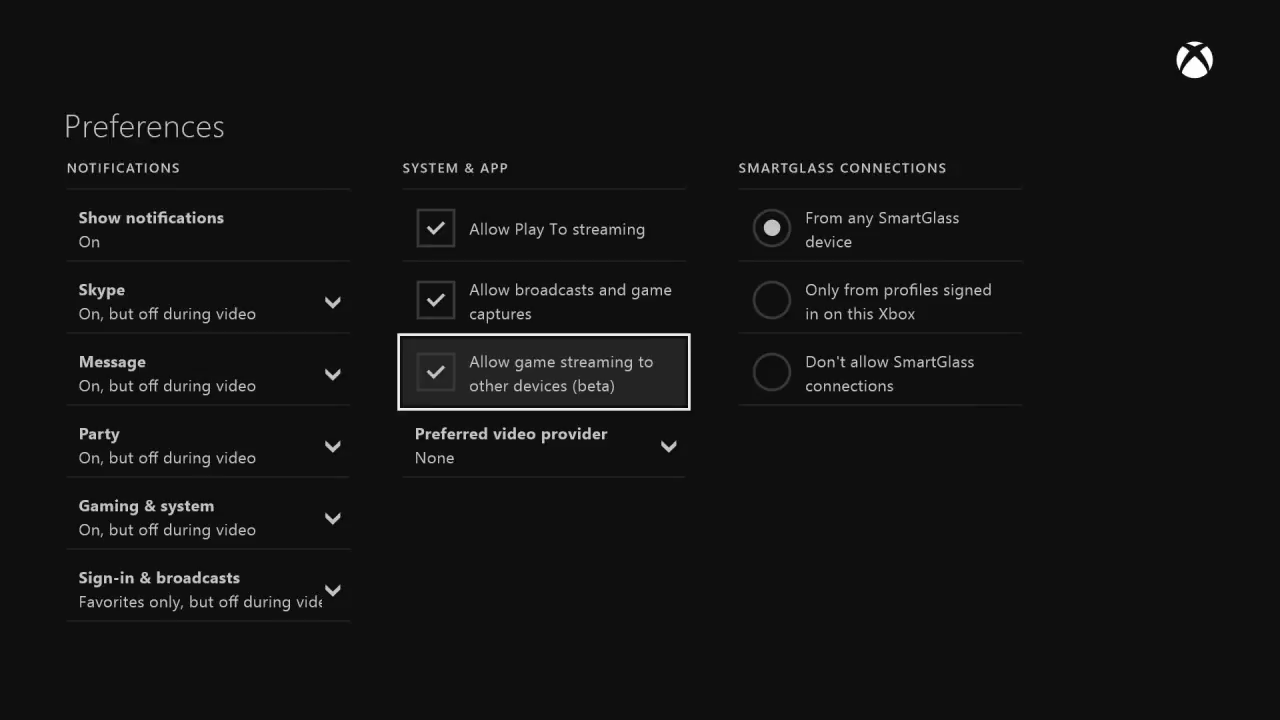 Preferences
NOTIFICATIONS
Show notifications
On
Skype
On, but off during video
Message
On, but off during video
Party
On, but off during video
Gaming & system
On, but off during video
Sign-in & broadcasts
Favorites only, but off during vide
SYSTEM & APP
Allow Play To streaming
Allow broadcasts and game
captures
Allow game streaming to
other devices (beta)
Preferred video provider
None
SMARTGLASS CONNECTIONS
From any SmartGlass
device
Only from profiles signed
in on this Xbox
Don't allow SmartGlass
connections